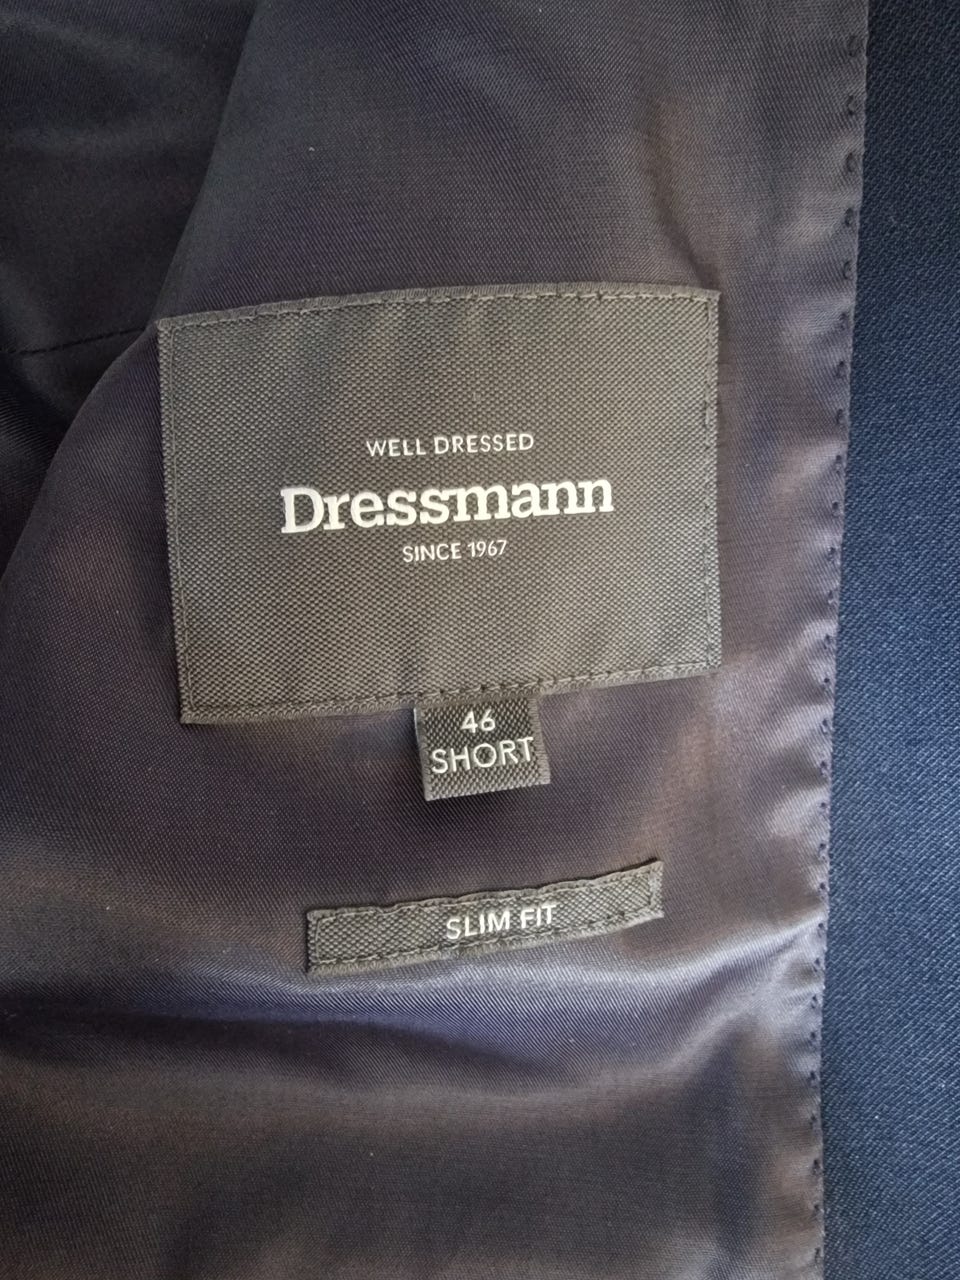 WELL DRESSED
Dressmann
SINCE 1967
46
SHORT
SLIM FIT